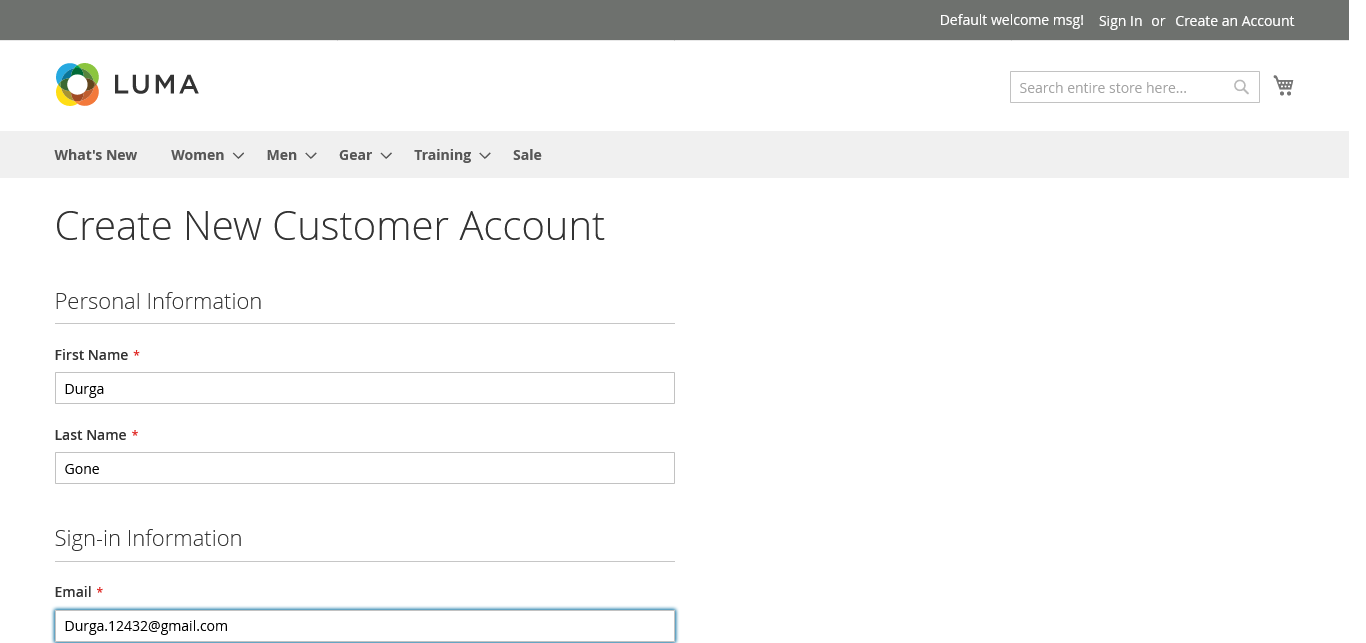 Default welcome msg! Sign In or Create an Account
LUMA
Search entire store here...
What's New Women Men Gear Training Sale
Create New Customer Account
Personal Information
First Name *
Durga
Last Name *
Gone
Sign-in Information
Email *
Durga.12432@gmail.com